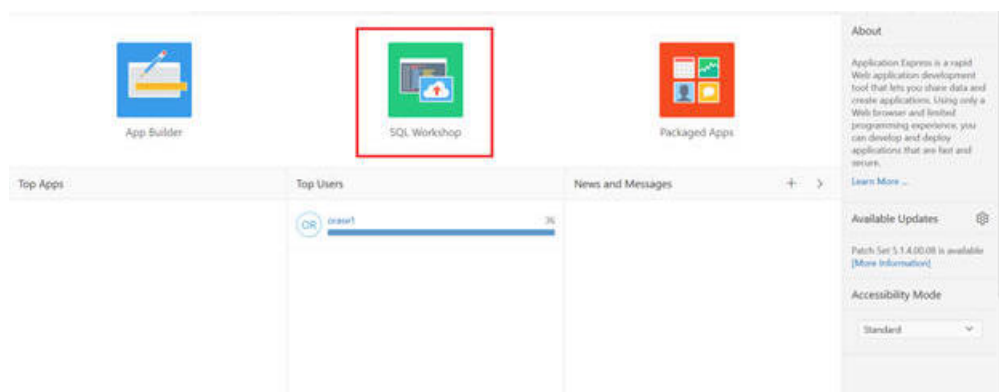 App Builder
SQL Workshop
Packaged Apps
Top Apps
Top Users
OR
orase1
36
News and Messages
+ >
About
Application Express is a rapid
Web application development
tool that lets you share data and
create applications. Using only a
Web browser and limited
programming experience, you
can develop and deploy
applications that are fast and
secure.
Learn More ...
Available Updates
Patch Set 5.1.4.00.08 is available
[More Information]
Accessibility Mode
Standard